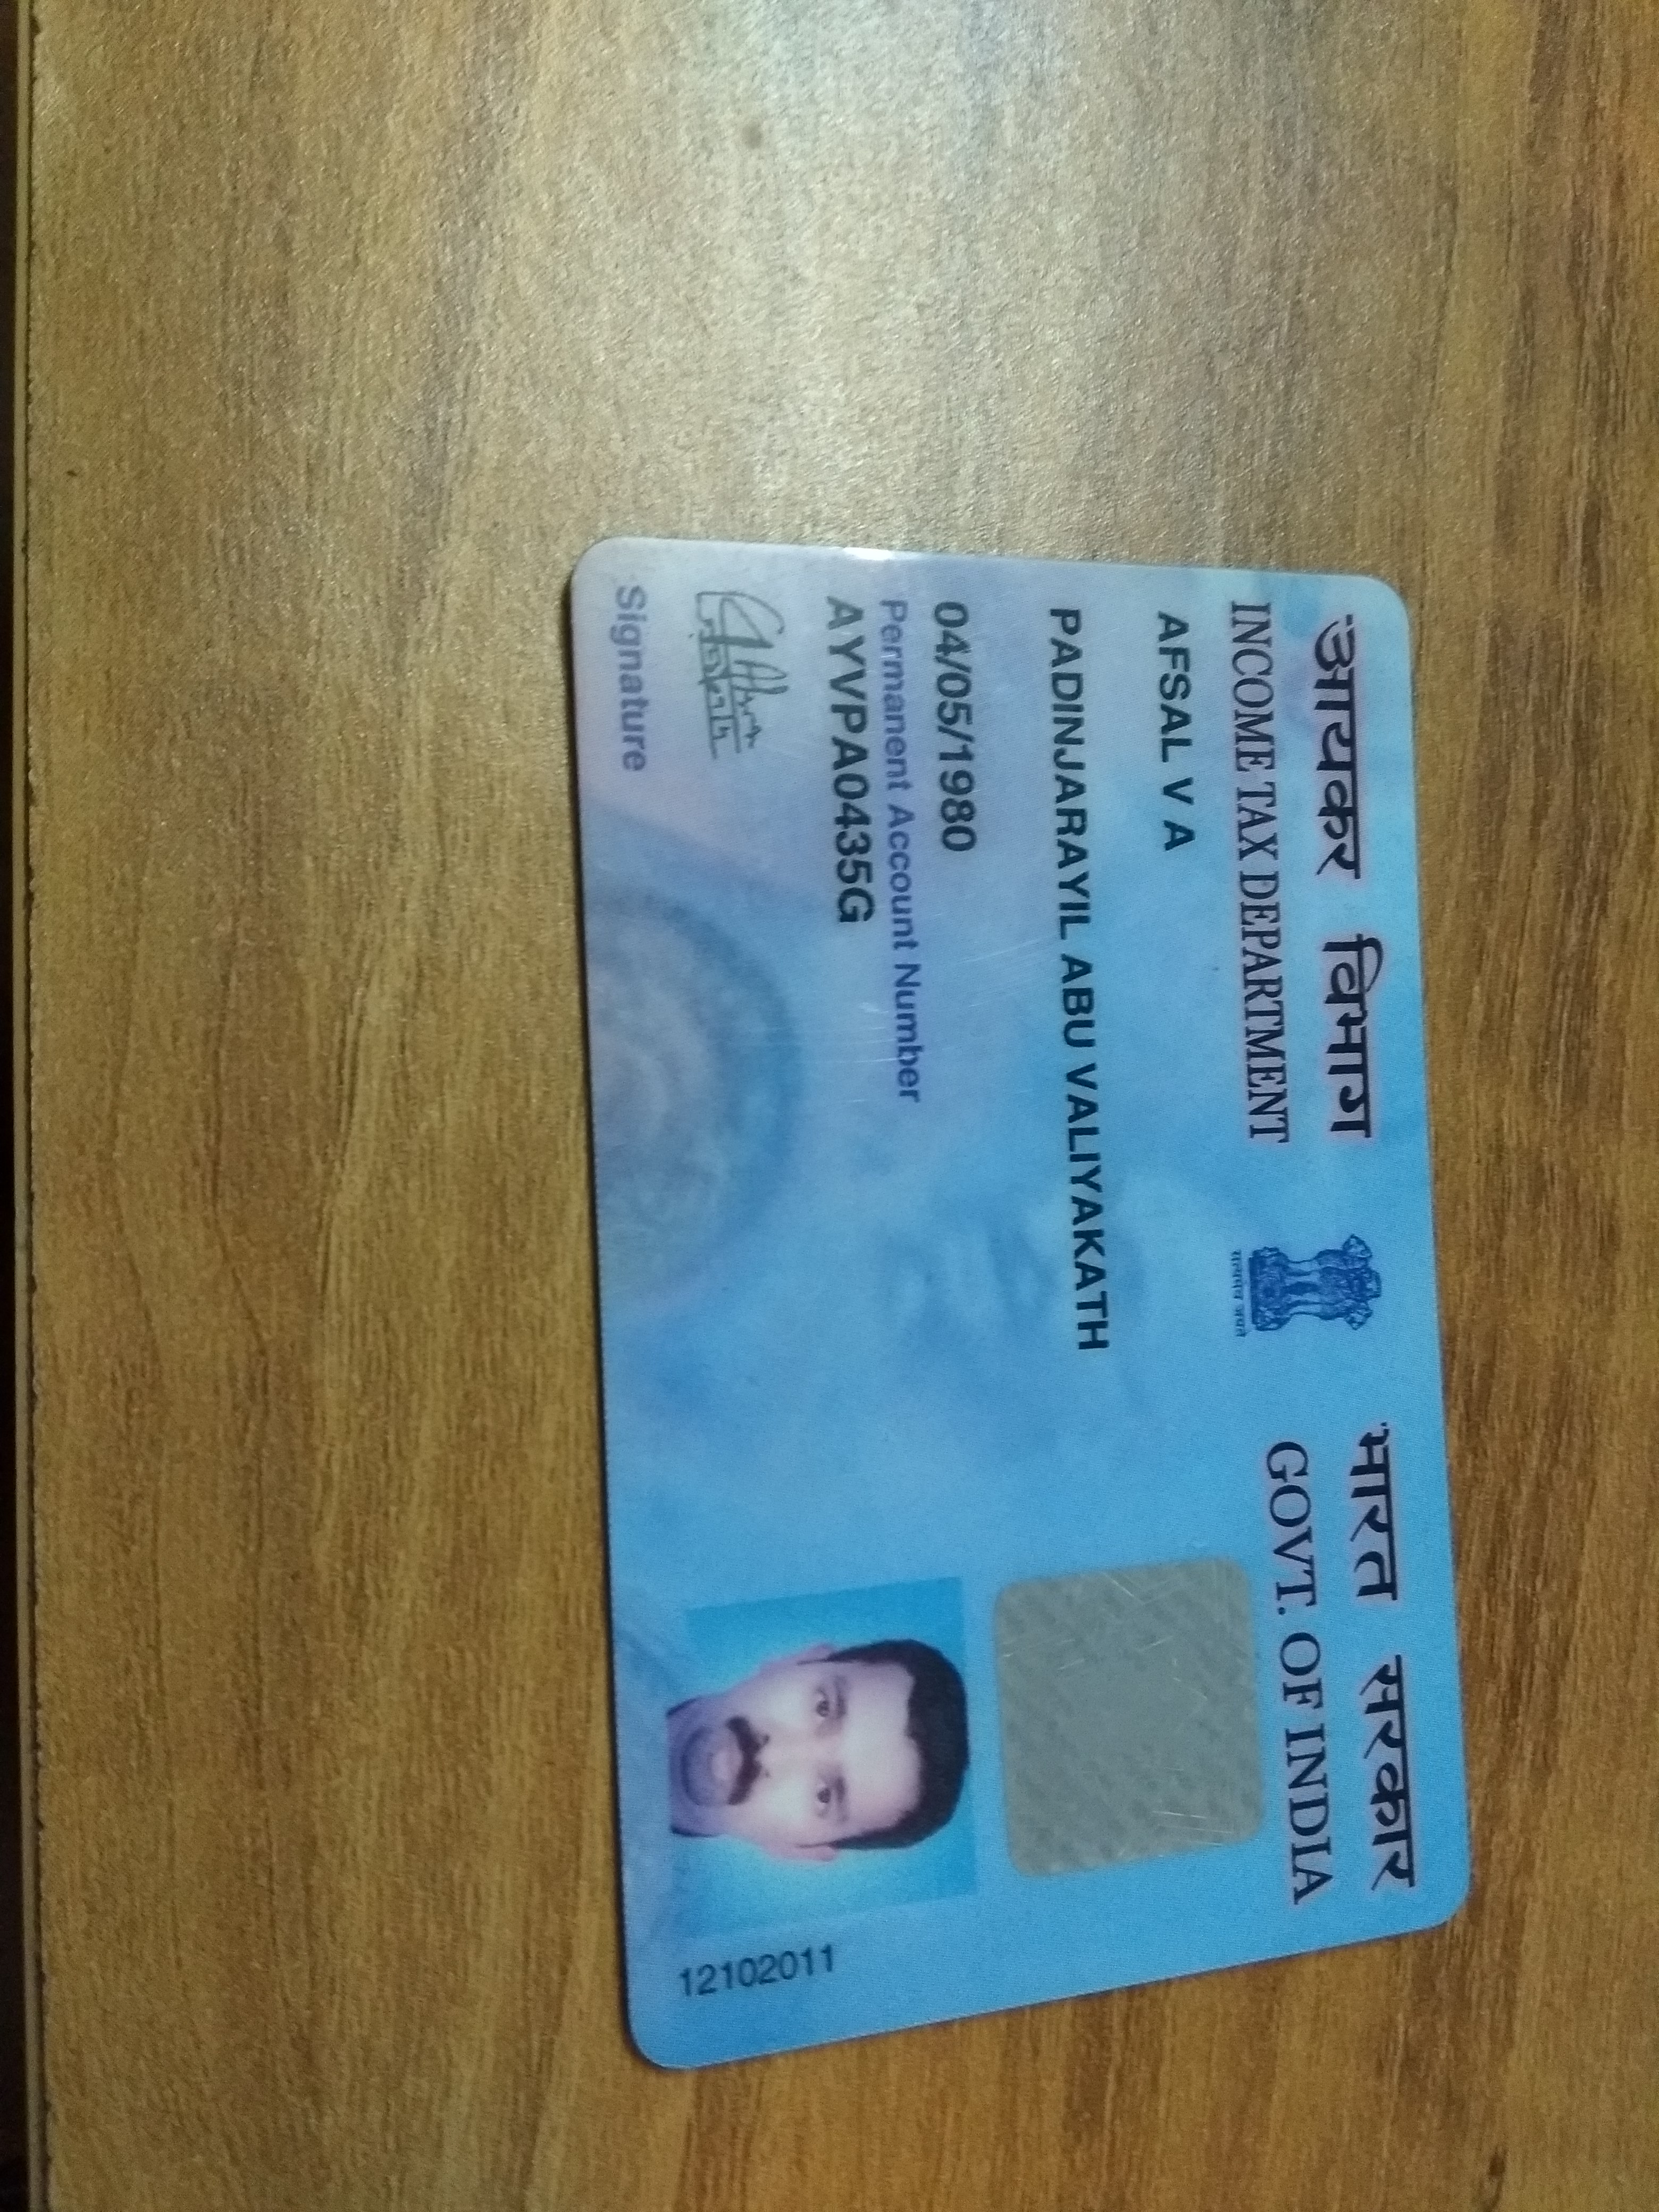 आयकर विभाग
INCOME TAX DEPARTMENT
सत्यमेव जयते
भारत सरकार
GOVT. OF INDIA
AFSAL V A
PADINJARAYIL ABU VALIYAKATH
04/05/1980
Permanent Account Number
AYVPA0435G
Signature
12102011